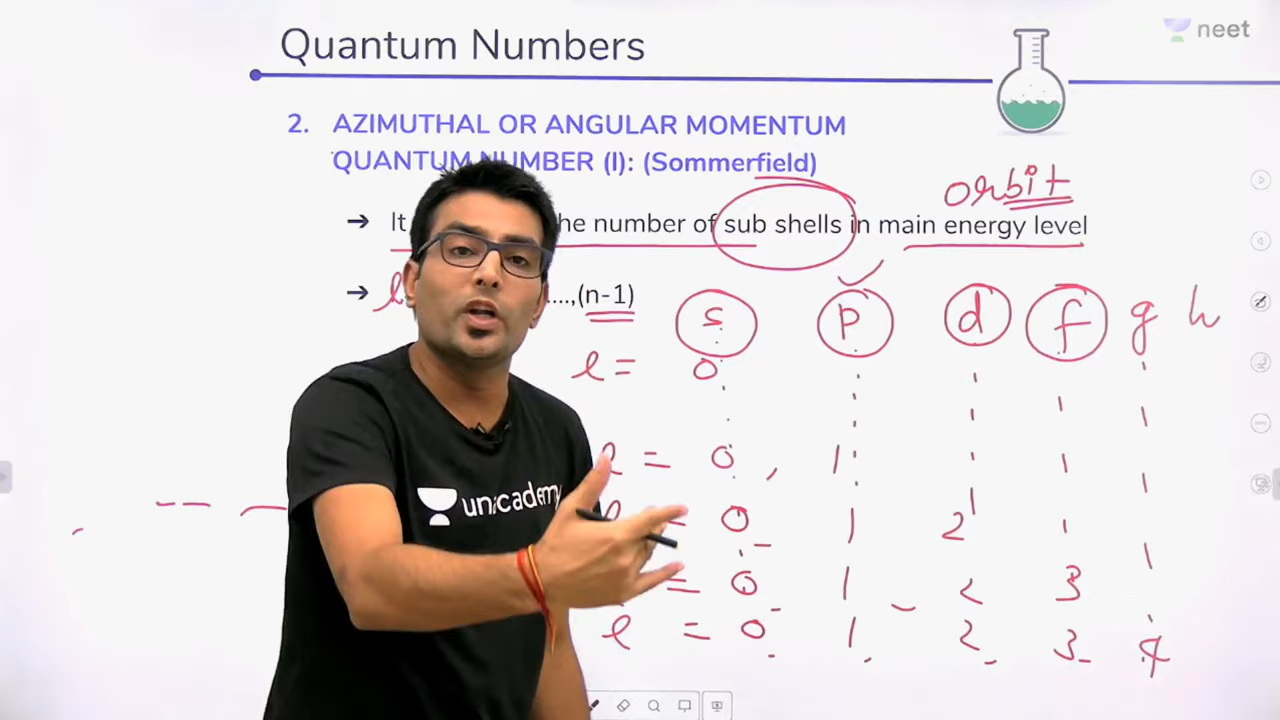 neet
Quantum Numbers
2. AZIMUTHAL OR ANGULAR MOMENTUM
QUANTUM NUMBER (l): (Sommerfield)
orbit
→ It he number of sub shells in main energy level
→ l ....,(n-1)
s p d f g h
l = 0
l = 0, 1
= 0 1 2
= 0 1 2 3
l = 0 1 2 3 4
unacademy